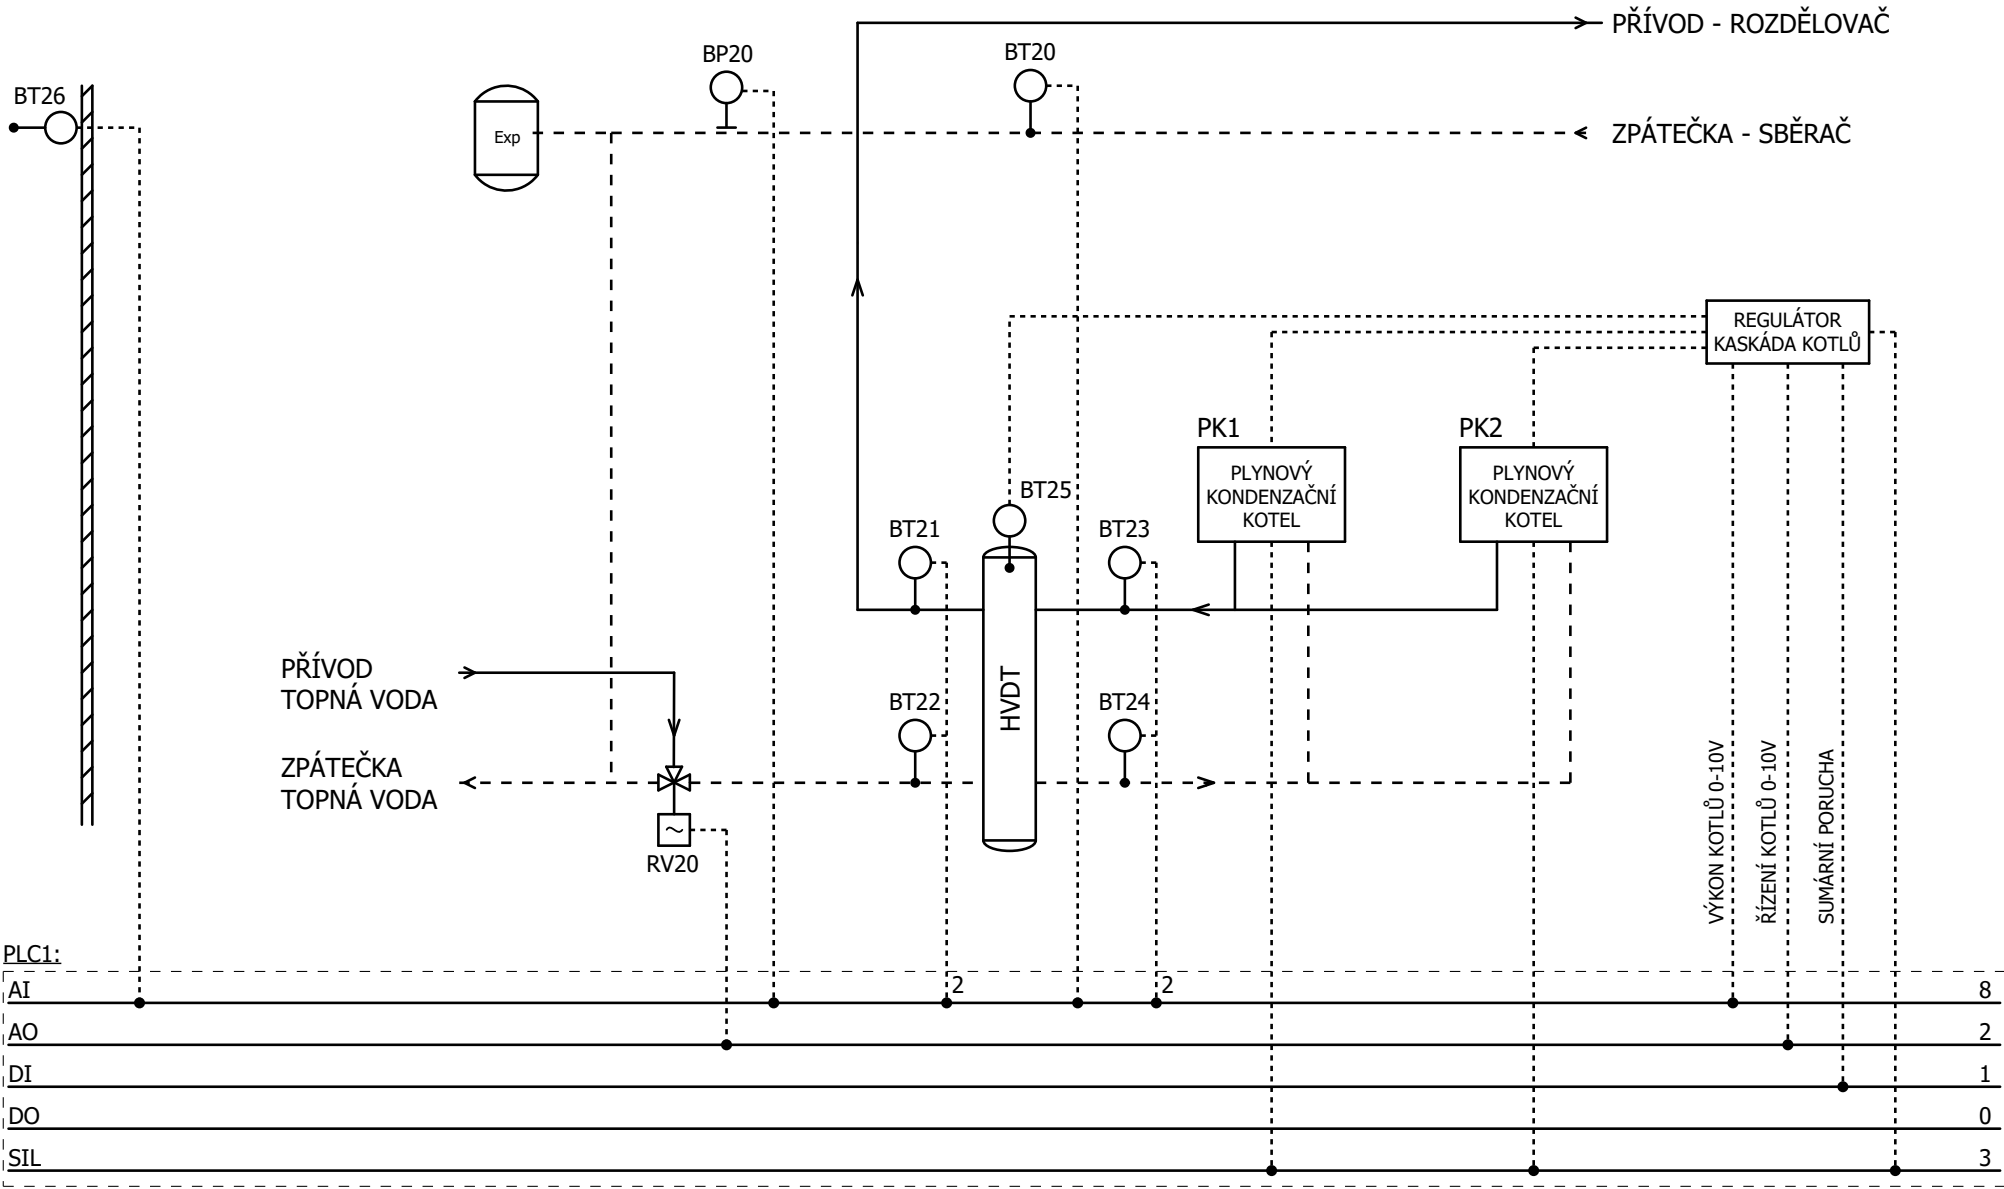 PŘÍVOD - ROZDĚLOVAČ
BP20
BT20
BT26
Exp
ZPÁTEČKA - SBĚRAČ
REGULÁTOR
KASKÁDA KOTLŮ
PK1
PK2
PLYNOVÝ
KONDENZAČNÍ
KOTEL
PLYNOVÝ
KONDENZAČNÍ
KOTEL
BT25
BT21
BT23
HVDT
PŘÍVOD
TOPNÁ VODA
BT22
BT24
ZPÁTEČKA
TOPNÁ VODA
~
RV20
VÝKON KOTLŮ 0-10V
ŘÍZENÍ KOTLŮ 0-10V
SUMÁRNÍ PORUCHA
PLC1:
AI 2 2 8
AO 2
DI 1
DO 0
SIL 3